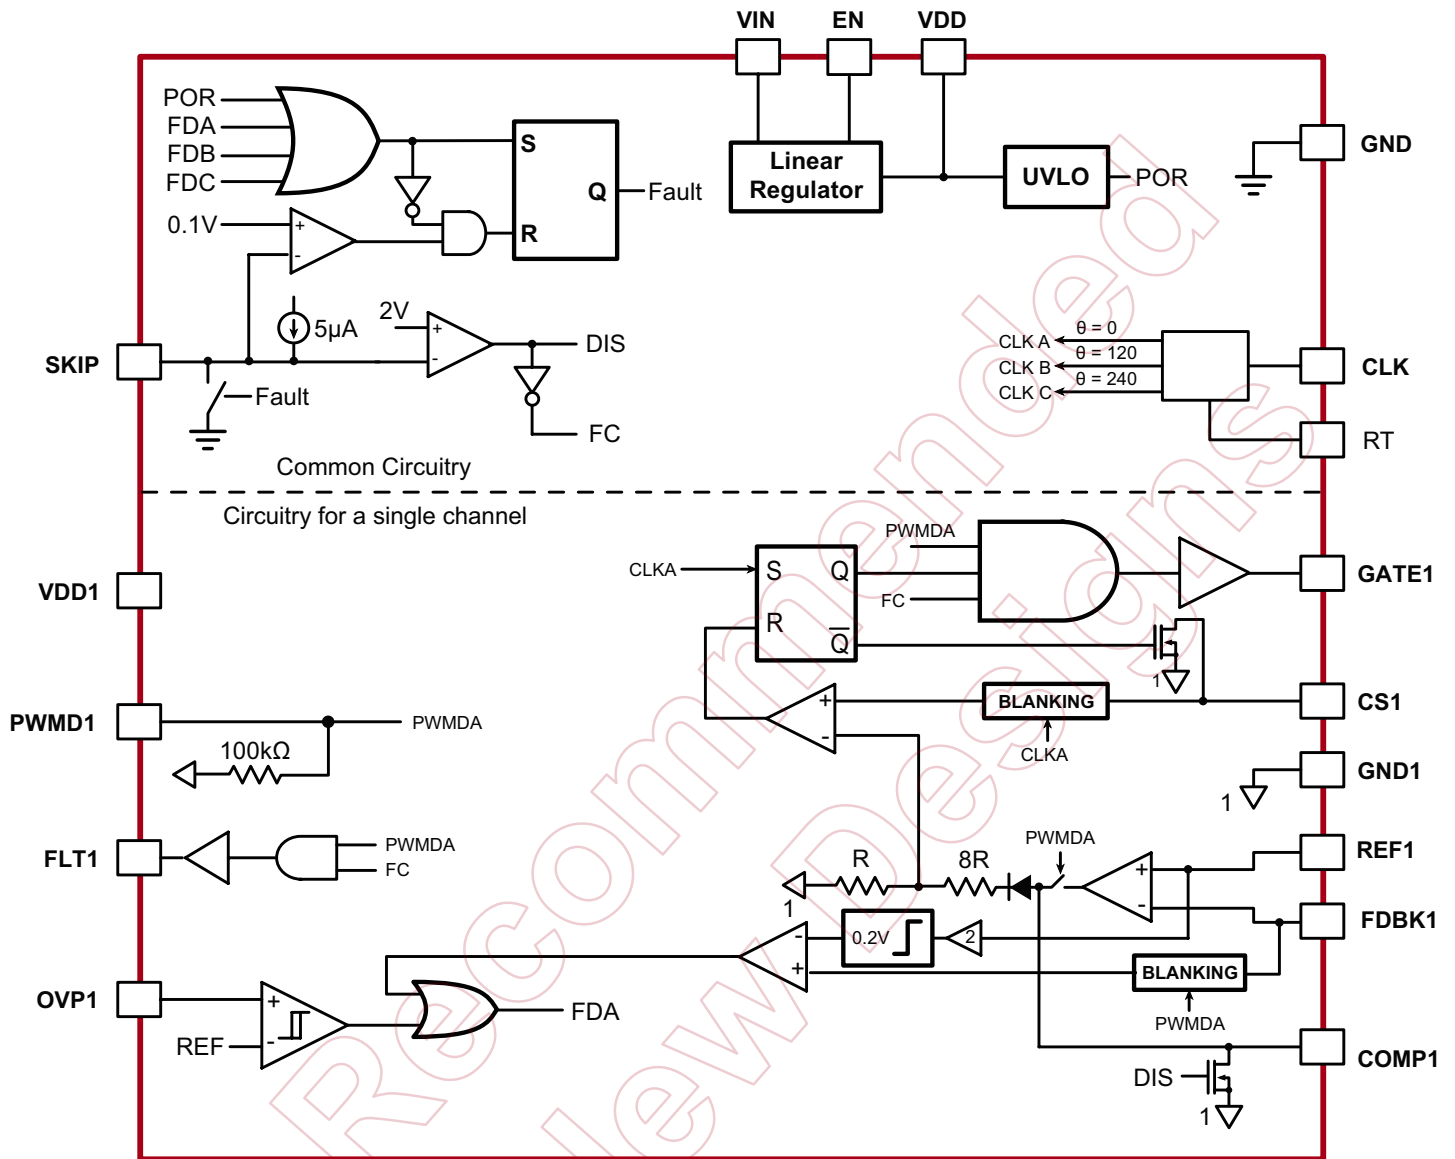 VIN EN VDD
POR
FDA
FDB
FDC
S
Q
R
Fault
0.1V
+
-
Linear
Regulator
UVLO
POR
GND
5µA
2V
+
-
DIS
SKIP
Fault
FC
CLK A
CLK B
CLK C
θ = 0
θ = 120
θ = 240
CLK
RT
Common Circuitry
Circuitry for a single channel
VDD1
CLKA
S
Q
R
Q̅
PWMDA
FC
GATE1
1
PWMD1
PWMDA
100kΩ
+
-
BLANKING
CLKA
CS1
1
GND1
FLT1
PWMDA
FC
R
8R
PWMDA
+
-
REF1
1
0.2V
2
FDBK1
-
+
BLANKING
PWMDA
OVP1
+
-
REF
FDA
COMP1
DIS
1
Recommended
New Designs